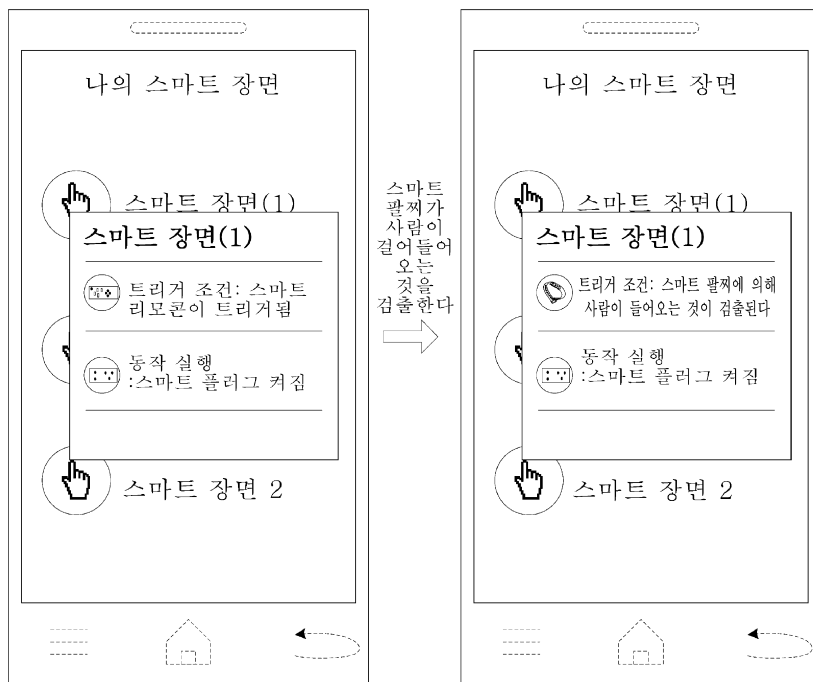 나의 스마트 장면
스마트 장면(1)
스마트 장면(1)
트리거 조건: 스마트
리모콘이 트리거됨
동작 실행
:스마트 플러그 켜짐
스마트 장면 2
스마트
팔찌가
사람이
걸어들어
오는
것을
검출한다
나의 스마트 장면
스마트 장면(1)
스마트 장면(1)
트리거 조건: 스마트 팔찌에 의해
사람이 들어오는 것이 검출된다
동작 실행
:스마트 플러그 켜짐
스마트 장면 2